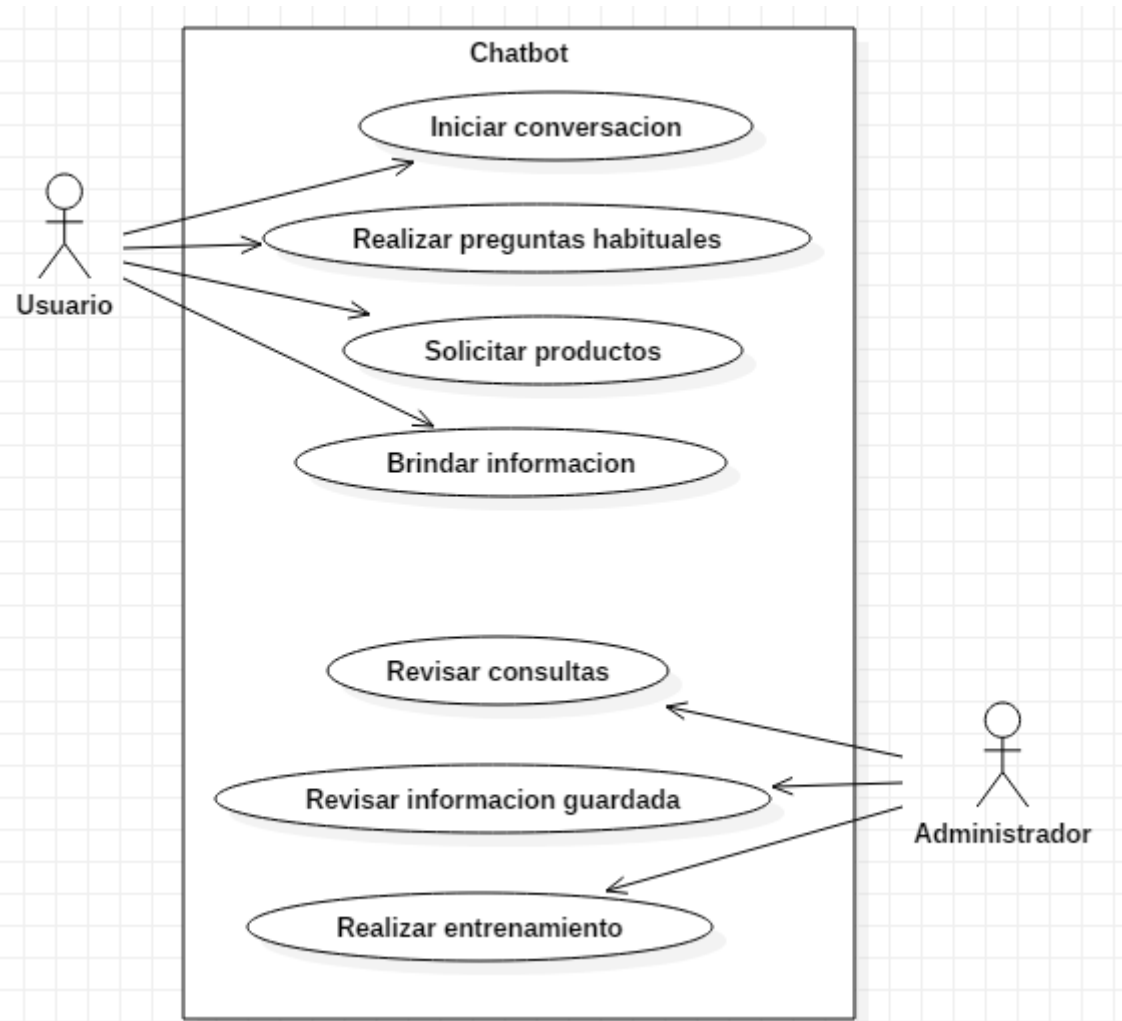 Chatbot
Iniciar conversacion
Realizar preguntas habituales
Usuario
Solicitar productos
Brindar informacion
Revisar consultas
Revisar informacion guardada
Administrador
Realizar entrenamiento